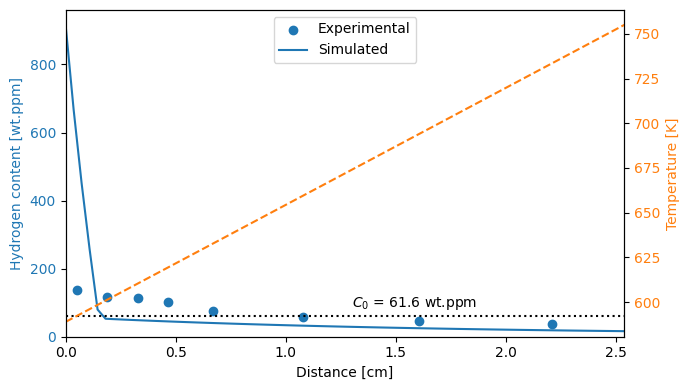 Experimental
Simulated
Hydrogen content [wt.ppm]
800
600
400
200
0
Temperature [K]
750
725
700
675
650
625
600
C₀ = 61.6 wt.ppm
0.0 0.5 1.0 1.5 2.0 2.5
Distance [cm]